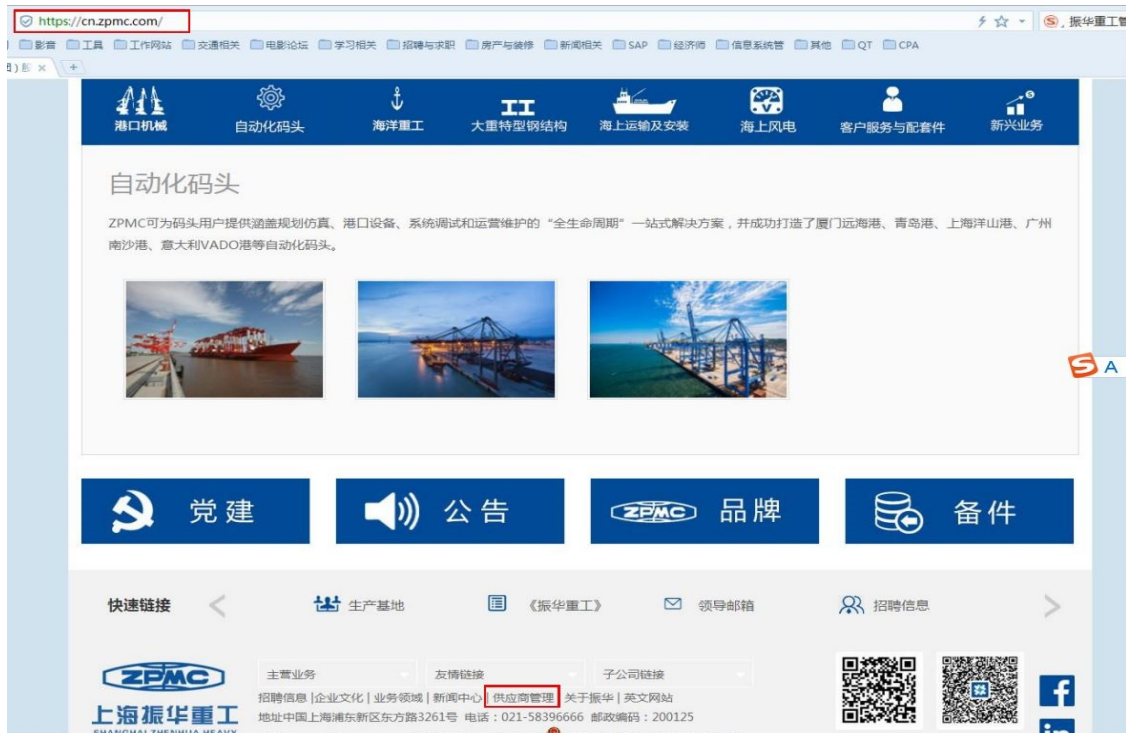 https://cn.zpmc.com/
振华重工管
影音 工具 工作网站 交通相关 电影论坛 学习相关 招聘与求职 房产与装修 新闻相关 SAP 经济师 信息系统管 其他 QT CPA
港口机械 自动化码头 海洋重工 大重特型钢结构 海上运输及安装 海上风电 客户服务与配套件 新兴业务
自动化码头
ZPMC可为码头用户提供涵盖规划仿真、港口设备、系统调试和运营维护的“全生命周期”一站式解决方案，并成功打造了厦门远海港、青岛港、上海洋山港、广州
南沙港、意大利VADO港等自动化码头。
S A
党建 公告 ZPMC 品牌 备件
快速链接 < 生产基地 《振华重工》 领导邮箱 招聘信息 >
ZPMC
上海振华重工
SHANGHAI ZHENHUA HEAVY
主营业务 友情链接 子公司链接
招聘信息 |企业文化 | 业务领域 | 新闻中心 | 供应商管理 | 关于振华 | 英文网站
地址中国上海浦东新区东方路3261号 电话：021-58396666 邮政编码：200125
f
in